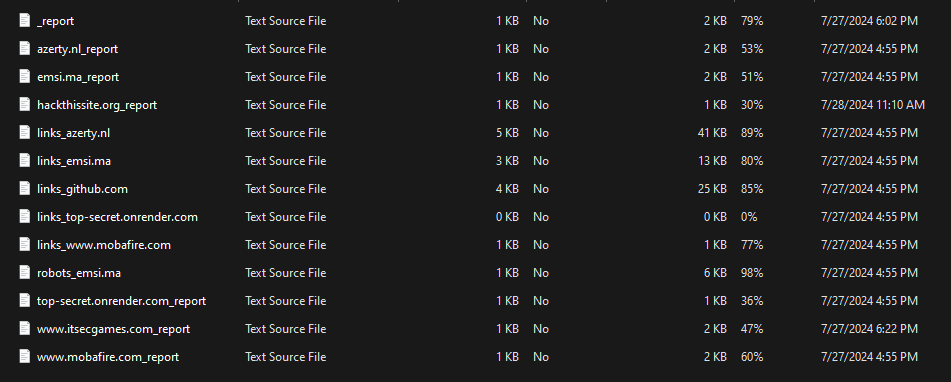 _report Text Source File 1 KB No 2 KB 79% 7/27/2024 6:02 PM
azerty.nl_report Text Source File 1 KB No 2 KB 53% 7/27/2024 4:55 PM
emsi.ma_report Text Source File 1 KB No 2 KB 51% 7/27/2024 4:55 PM
hackthissite.org_report Text Source File 1 KB No 1 KB 30% 7/28/2024 11:10 AM
links_azerty.nl Text Source File 5 KB No 41 KB 89% 7/27/2024 4:55 PM
links_emsi.ma Text Source File 3 KB No 13 KB 80% 7/27/2024 4:55 PM
links_github.com Text Source File 4 KB No 25 KB 85% 7/27/2024 4:55 PM
links_top-secret.onrender.com Text Source File 0 KB No 0 KB 0% 7/27/2024 4:55 PM
links_www.mobafire.com Text Source File 1 KB No 1 KB 77% 7/27/2024 4:55 PM
robots_emsi.ma Text Source File 1 KB No 6 KB 98% 7/27/2024 4:55 PM
top-secret.onrender.com_report Text Source File 1 KB No 1 KB 36% 7/27/2024 4:55 PM
www.itsecgames.com_report Text Source File 1 KB No 2 KB 47% 7/27/2024 6:22 PM
www.mobafire.com_report Text Source File 1 KB No 2 KB 60% 7/27/2024 4:55 PM